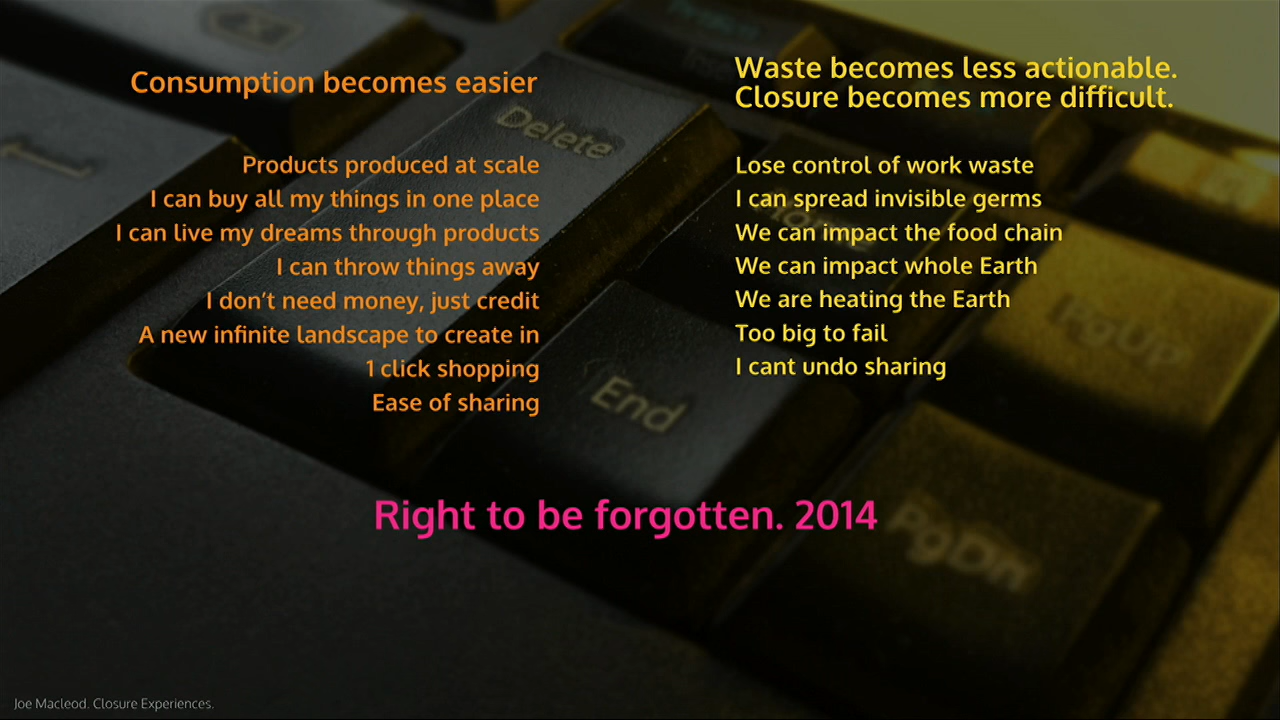 Consumption becomes easier
Products produced at scale
I can buy all my things in one place
I can live my dreams through products
I can throw things away
I don’t need money, just credit
A new infinite landscape to create in
1 click shopping
Ease of sharing
Waste becomes less actionable.
Closure becomes more difficult.
Lose control of work waste
I can spread invisible germs
We can impact the food chain
We can impact whole Earth
We are heating the Earth
Too big to fail
I cant undo sharing
Right to be forgotten. 2014
Delete
End
PgUp
PgDn
Joe Macleod. Closure Experiences.